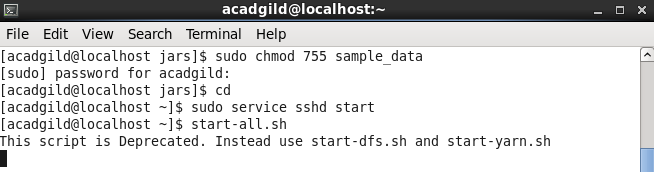 acadgild@localhost:~
File Edit View Search Terminal Help
[acadgild@localhost jars]$ sudo chmod 755 sample_data
[sudo] password for acadgild:
[acadgild@localhost jars]$ cd
[acadgild@localhost ~]$ sudo service sshd start
[acadgild@localhost ~]$ start-all.sh
This script is Deprecated. Instead use start-dfs.sh and start-yarn.sh